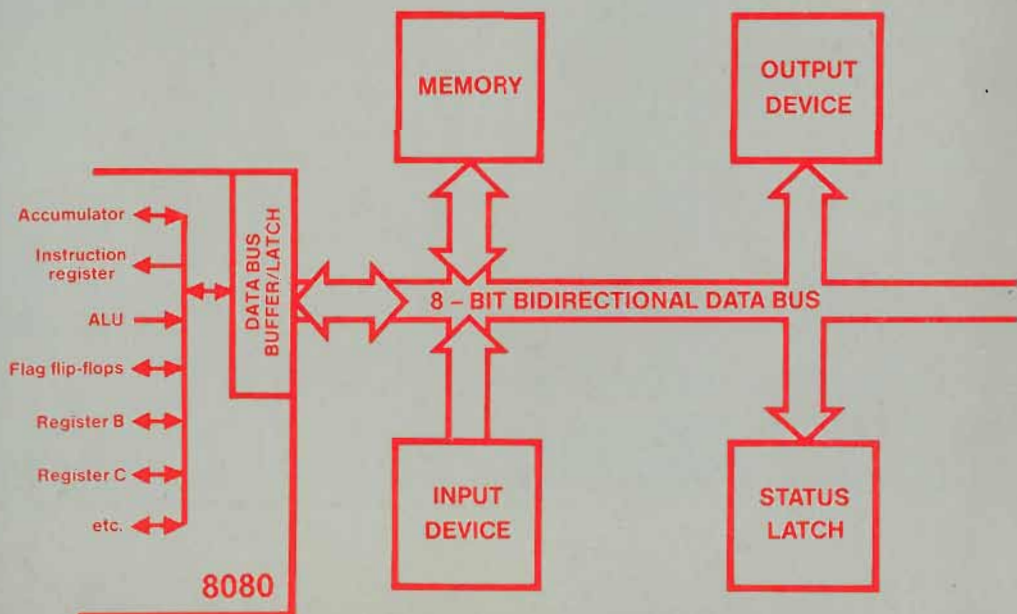 MEMORY
OUTPUT
DEVICE
Accumulator
Instruction
register
ALU
Flag flip-flops
Register B
Register C
etc.
DATA BUS
BUFFER/LATCH
8 – BIT BIDIRECTIONAL DATA BUS
INPUT
DEVICE
STATUS
LATCH
8080